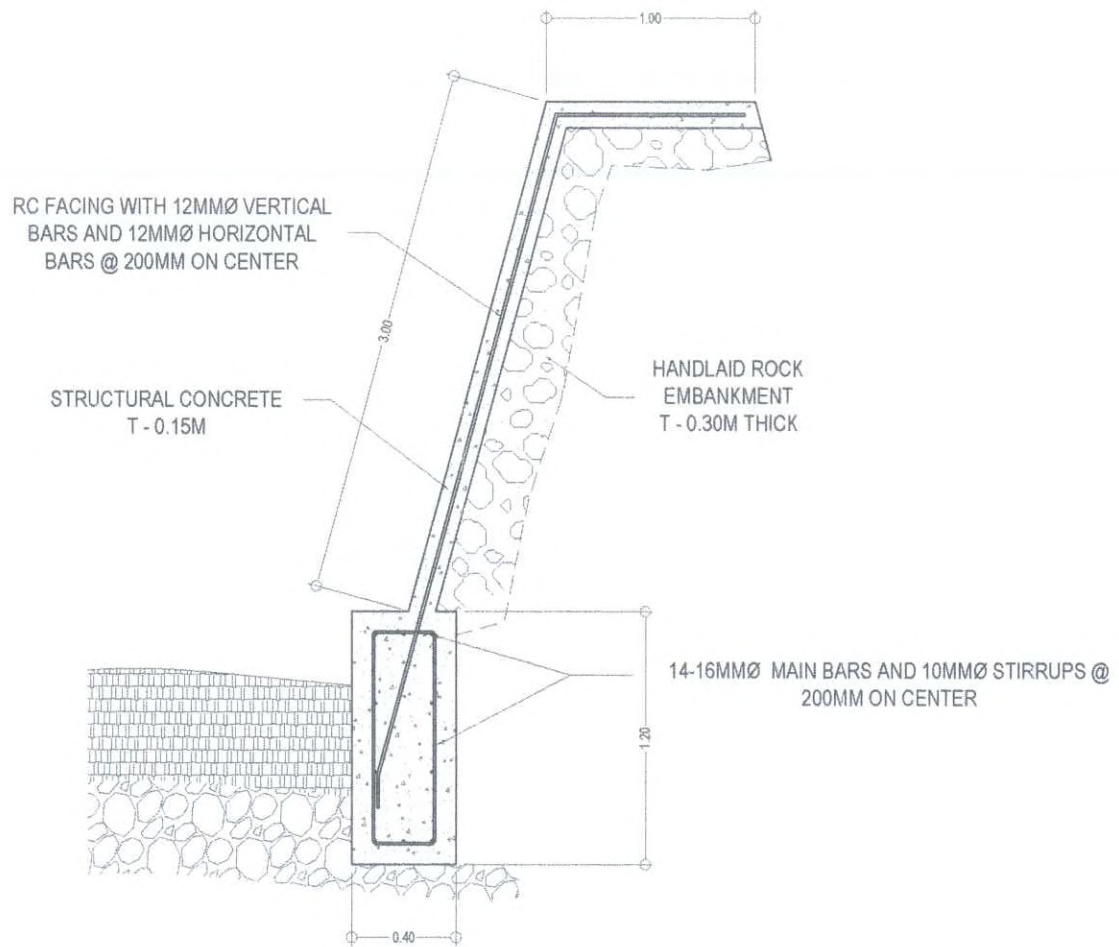 1.00
RC FACING WITH 12MMØ VERTICAL
BARS AND 12MMØ HORIZONTAL
BARS @ 200MM ON CENTER
3.00
HANDLAID ROCK
EMBANKMENT
T - 0.30M THICK
STRUCTURAL CONCRETE
T - 0.15M
14-16MMØ MAIN BARS AND 10MMØ STIRRUPS @
200MM ON CENTER
1.20
0.40